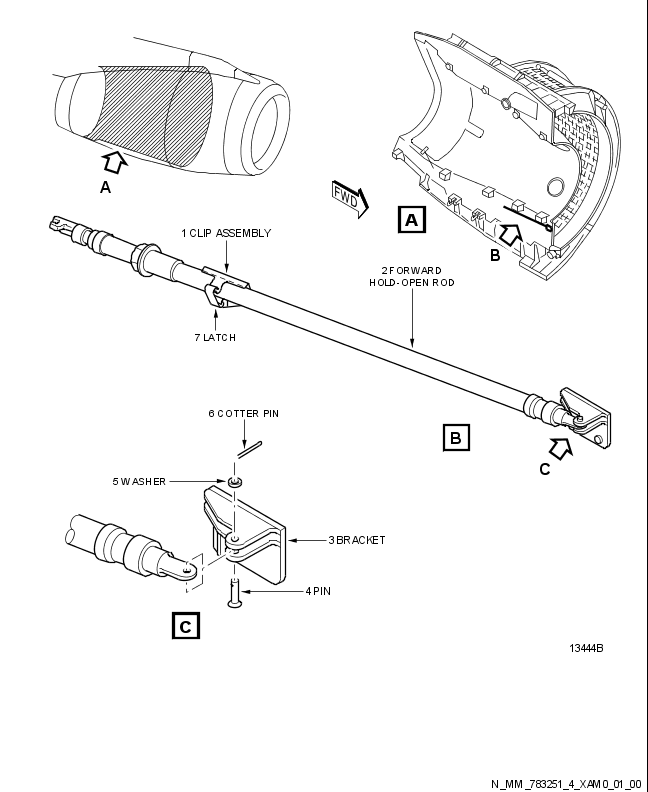 A
FWD
A
B
1 CLIP ASSEMBLY
2 FORWARD
HOLD-OPEN ROD
7 LATCH
6 COTTER PIN
B
C
5 WASHER
3 BRACKET
4 PIN
C
13444B
N_MM_783251_4_XAM0_01_00